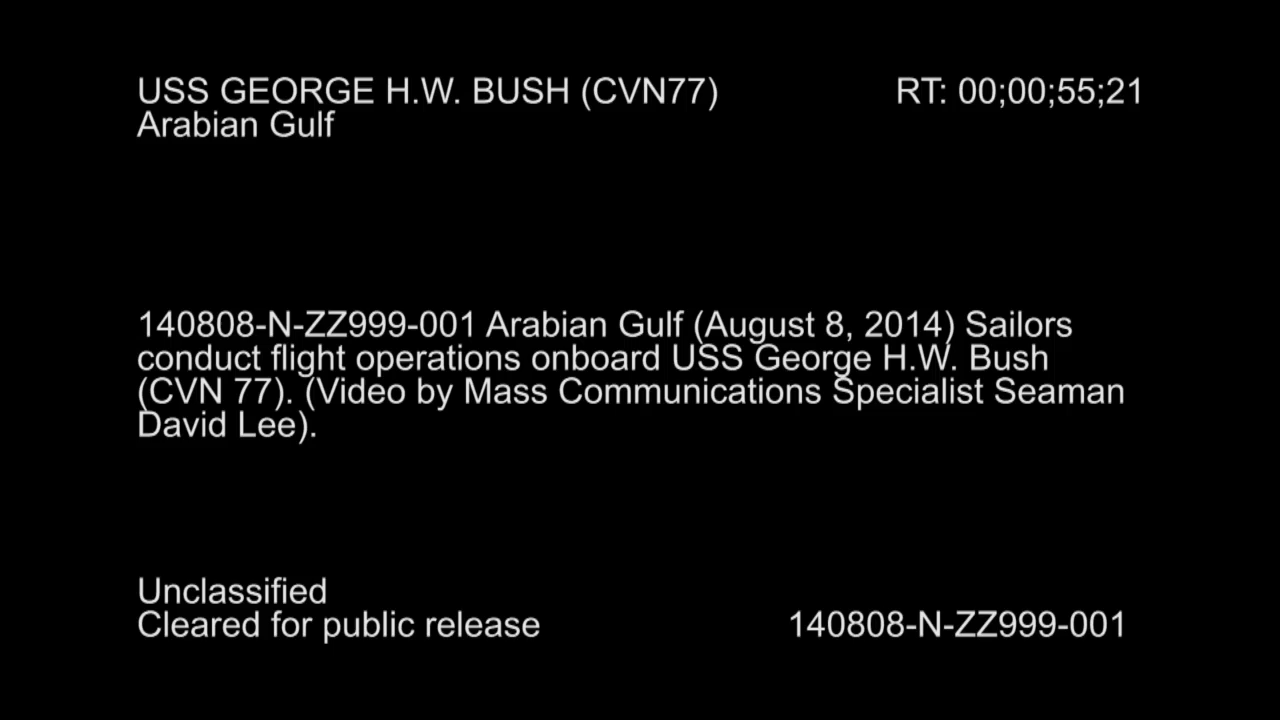 USS GEORGE H.W. BUSH (CVN77)
RT: 00;00;55;21
Arabian Gulf
140808-N-ZZ999-001 Arabian Gulf (August 8, 2014) Sailors
conduct flight operations onboard USS George H.W. Bush
(CVN 77). (Video by Mass Communications Specialist Seaman
David Lee).
Unclassified
Cleared for public release
140808-N-ZZ999-001